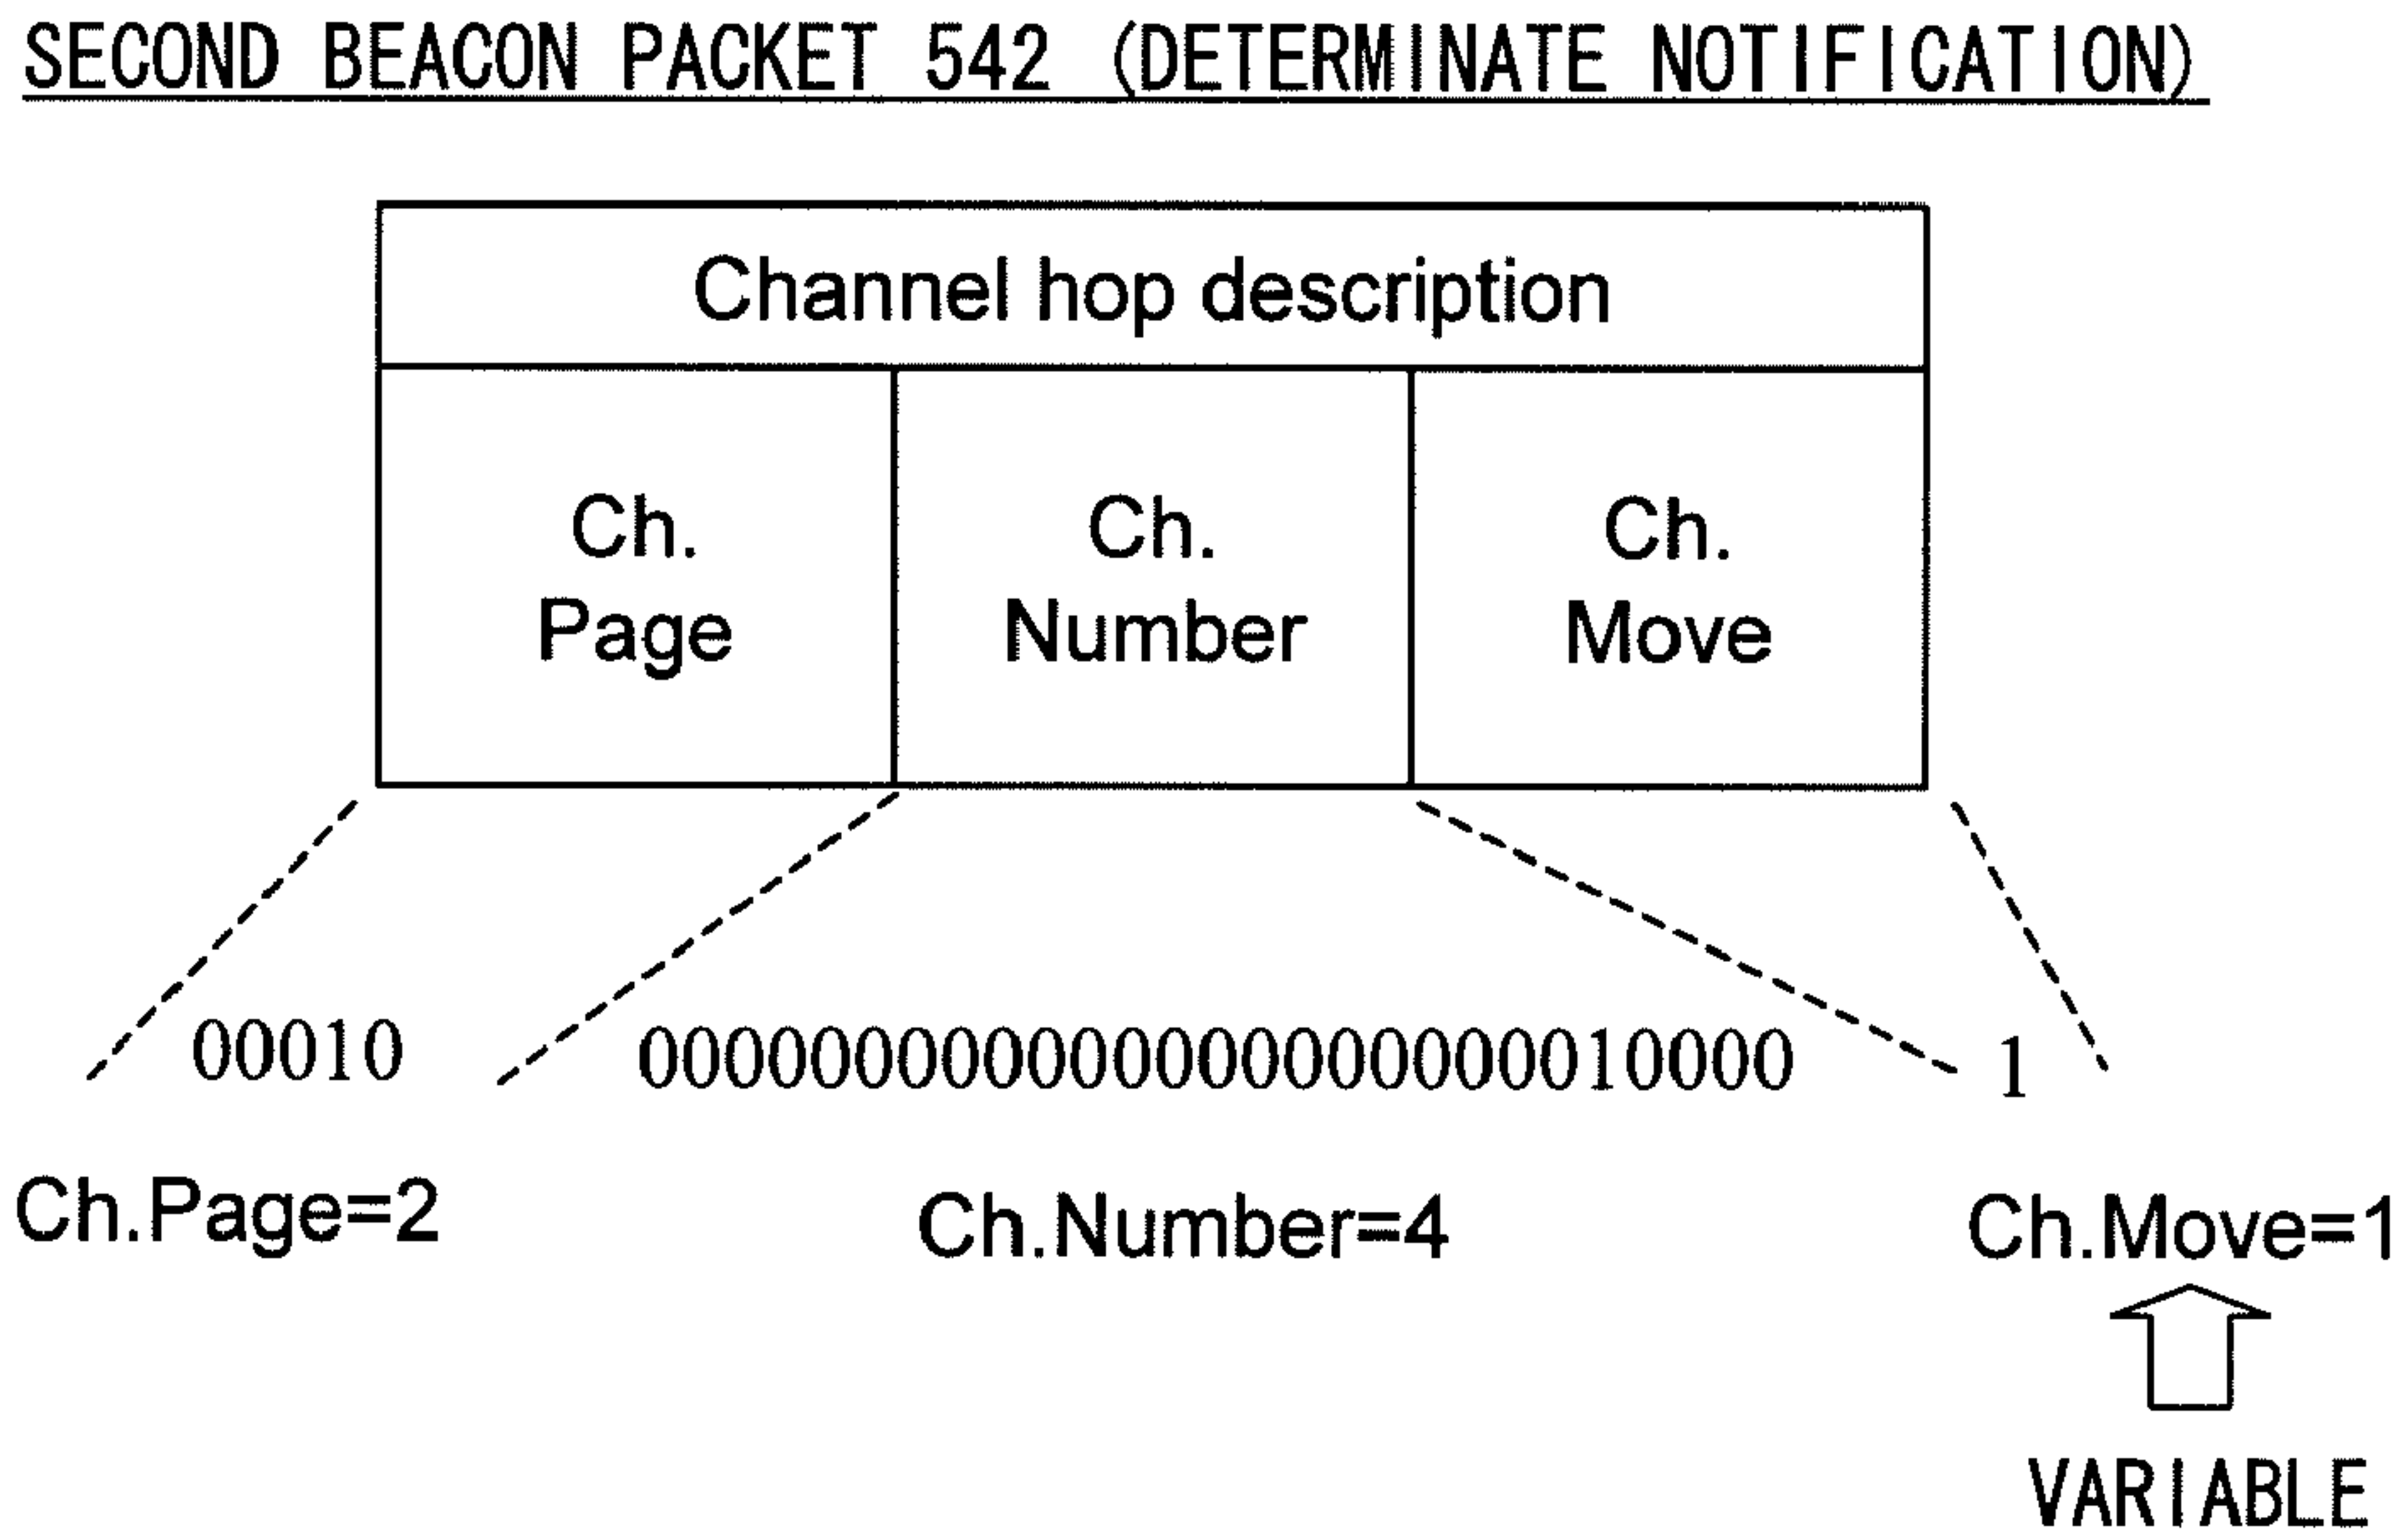 SECOND BEACON PACKET 542 (DETERMINATE NOTIFICATION)
Channel hop description
Ch.
Page
Ch.
Number
Ch.
Move
00010
000000000000000000000010000
1
Ch.Page=2
Ch.Number=4
Ch.Move=1
VARIABLE